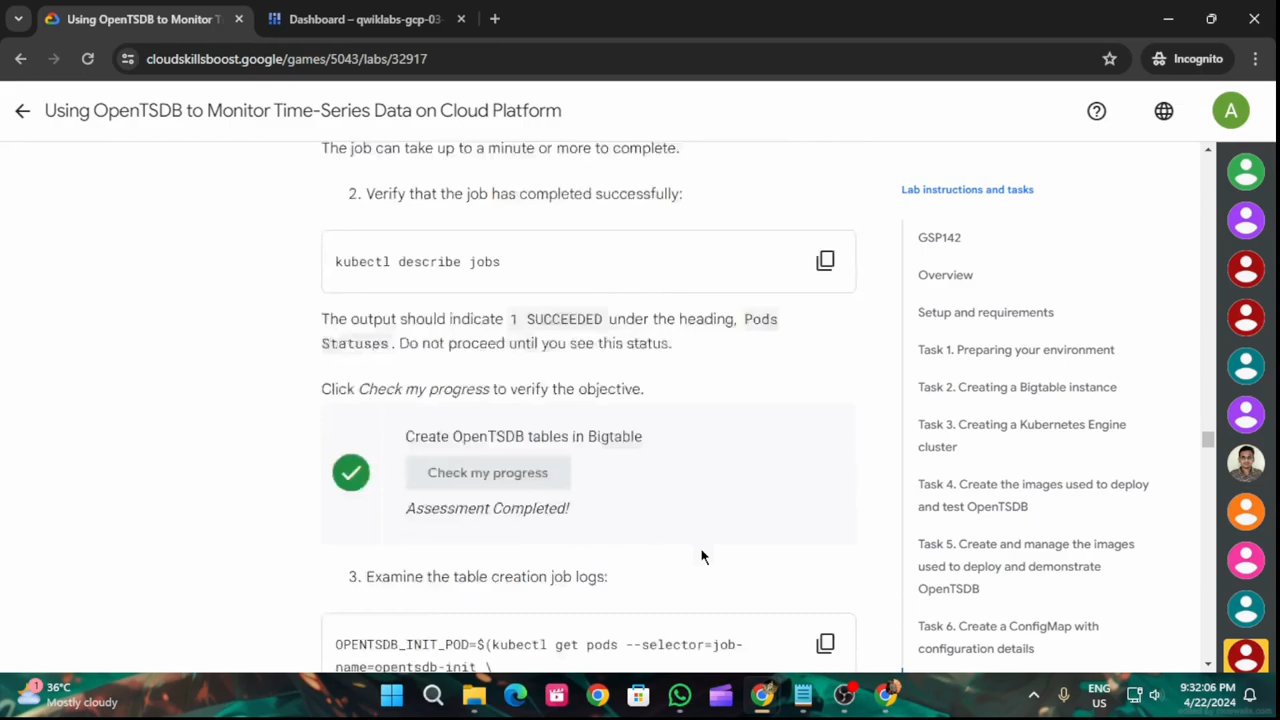 Using OpenTSDB to Monitor T
Dashboard – qwiklabs-gcp-03-
cloudskillsboost.google/games/5043/labs/32917
Incognito
Using OpenTSDB to Monitor Time-Series Data on Cloud Platform
A
The job can take up to a minute or more to complete.
2. Verify that the job has completed successfully:
kubectl describe jobs
The output should indicate 1 SUCCEEDED under the heading, Pods
Statuses. Do not proceed until you see this status.
Click Check my progress to verify the objective.
Create OpenTSDB tables in Bigtable
Check my progress
Assessment Completed!
3. Examine the table creation job logs:
OPENTSDB_INIT_POD=$(kubectl get pods --selector=job-
name=opentsdb-init \
Lab instructions and tasks
GSP142
Overview
Setup and requirements
Task 1. Preparing your environment
Task 2. Creating a Bigtable instance
Task 3. Creating a Kubernetes Engine
cluster
Task 4. Create the images used to deploy
and test OpenTSDB
Task 5. Create and manage the images
used to deploy and demonstrate
OpenTSDB
Task 6. Create a ConfigMap with
configuration details
1
36°C
Mostly cloudy
ENG
US
9:32:06 PM
4/22/2024